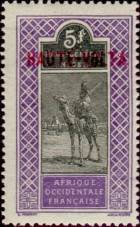 5F
HAUTE-VOLTA
AFRIQUE
OCCIDENTALE
FRANÇAISE